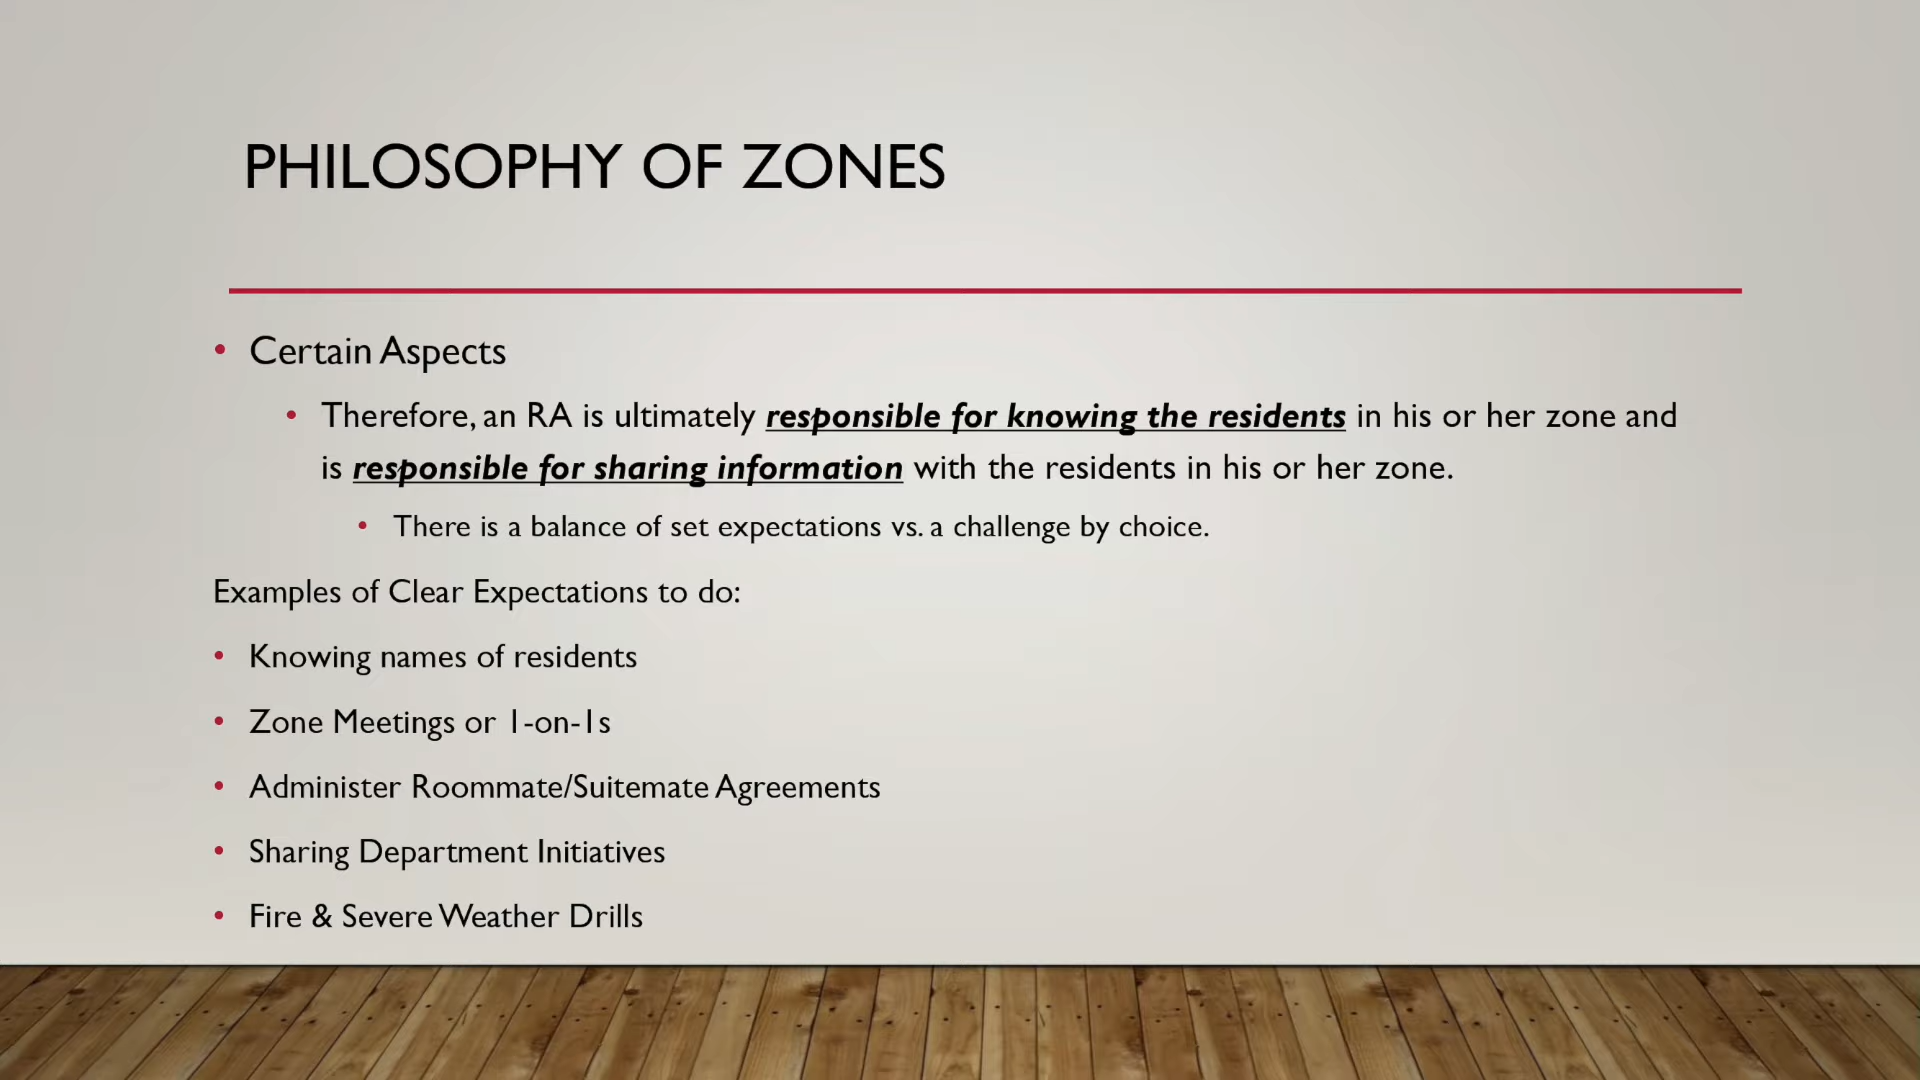 PHILOSOPHY OF ZONES
• Certain Aspects
• Therefore, an RA is ultimately responsible for knowing the residents in his or her zone and
is responsible for sharing information with the residents in his or her zone.
• There is a balance of set expectations vs. a challenge by choice.
Examples of Clear Expectations to do:
• Knowing names of residents
• Zone Meetings or 1-on-1s
• Administer Roommate/Suitemate Agreements
• Sharing Department Initiatives
• Fire & Severe Weather Drills